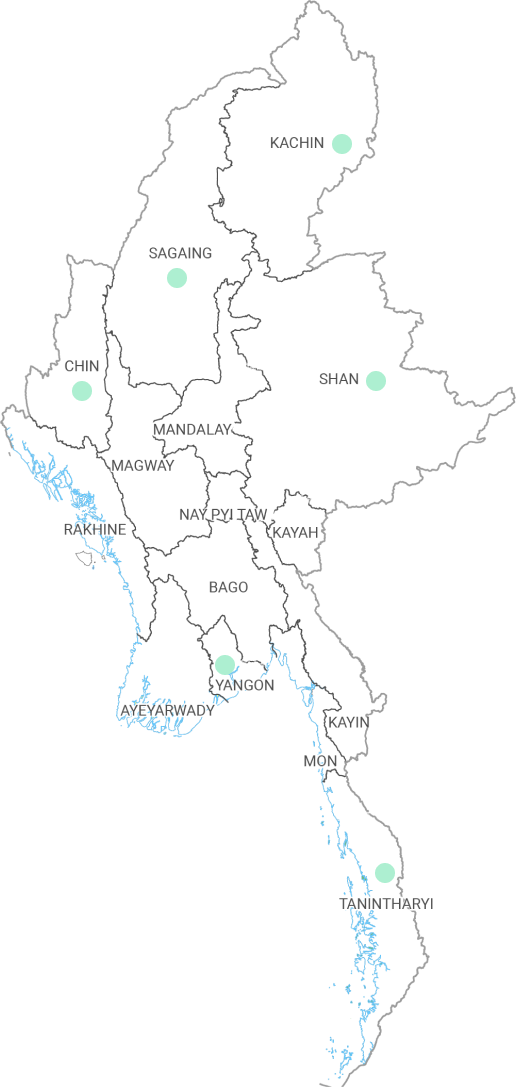 KACHIN
SAGAING
CHIN
SHAN
MANDALAY
MAGWAY
NAY PYI TAW
RAKHINE
KAYAH
BAGO
YANGON
AYEYARWADY
KAYIN
MON
TANINTHARYI